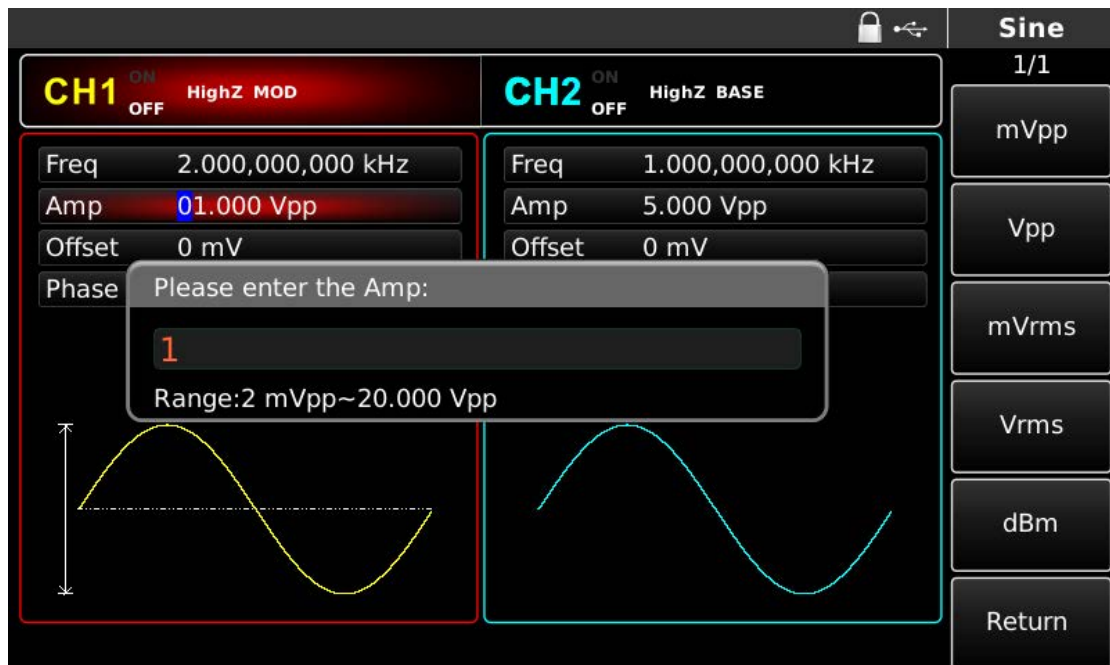 Sine
1/1
CH1 ON OFF HighZ MOD
CH2 ON OFF HighZ BASE
Freq 2.000,000,000 kHz
Amp 01.000 Vpp
Offset 0 mV
Phase
Freq 1.000,000,000 kHz
Amp 5.000 Vpp
Offset 0 mV
Please enter the Amp:
1
Range:2 mVpp~20.000 Vpp
mVpp
Vpp
mVrms
Vrms
dBm
Return